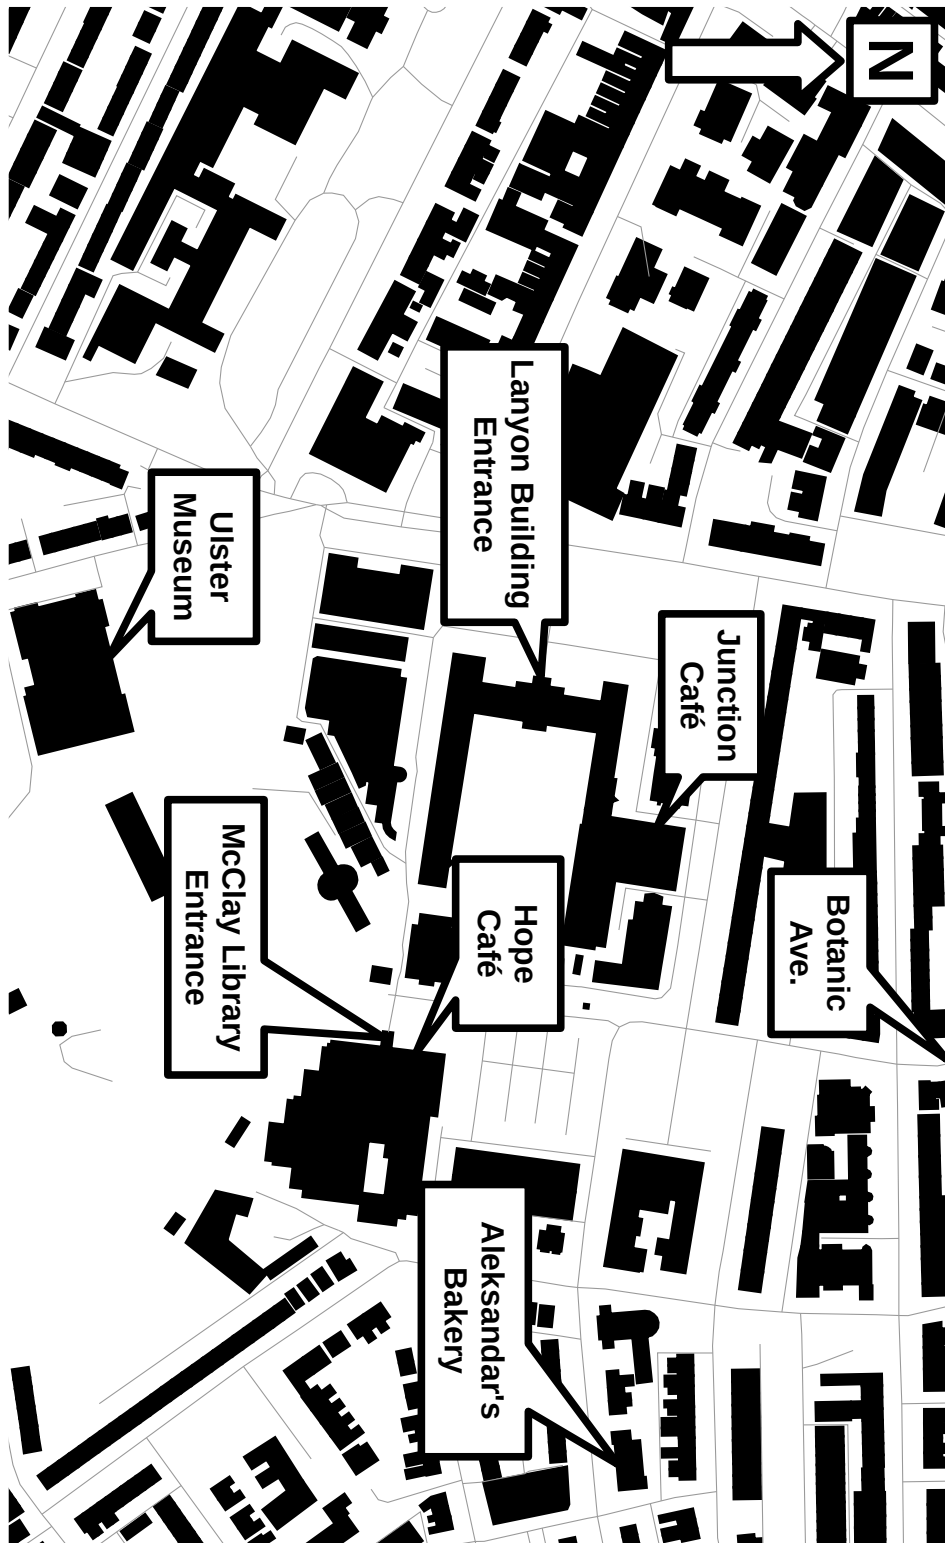 N
Lanyon Building
Entrance
Ulster
Museum
Junction
Café
McClay Library
Entrance
Hope
Café
Botanic
Ave.
Aleksandar's
Bakery